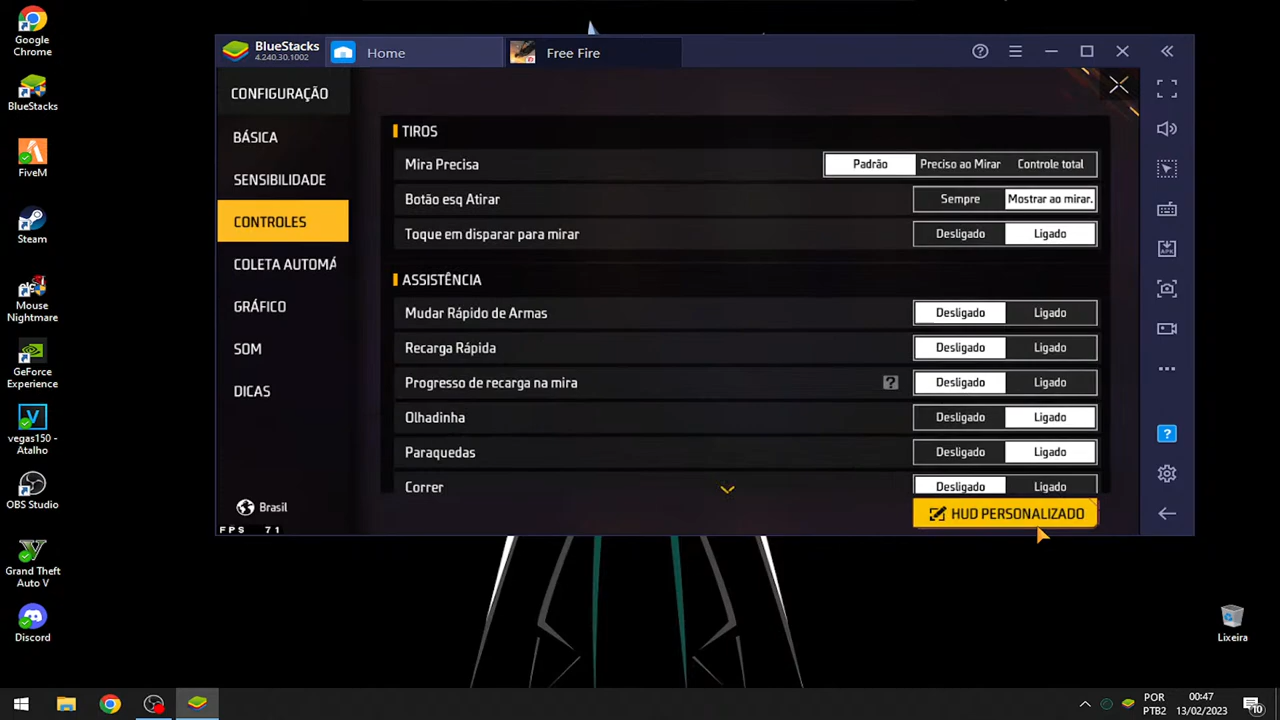 Google
Chrome
BlueStacks
FiveM
Steam
Mouse
Nightmare
GeForce
Experience
vegas150 -
Atalho
OBS Studio
Grand Theft
Auto V
Discord
BlueStacks
4.240.30.1002
Home
Free Fire
CONFIGURAÇÃO
BÁSICA
SENSIBILIDADE
CONTROLES
COLETA AUTOMÁ
GRÁFICO
SOM
DICAS
Brasil
FPS 71
TIROS
Mira Precisa
Padrão Preciso ao Mirar Controle total
Botão esq Atirar
Sempre Mostrar ao mirar.
Toque em disparar para mirar
Desligado Ligado
ASSISTÊNCIA
Mudar Rápido de Armas
Desligado Ligado
Recarga Rápida
Desligado Ligado
Progresso de recarga na mira
? Desligado Ligado
Olhadinha
Desligado Ligado
Paraquedas
Desligado Ligado
Correr
Desligado Ligado
HUD PERSONALIZADO
APK
?
Lixeira
POR
PTB2
00:47
13/02/2023
10